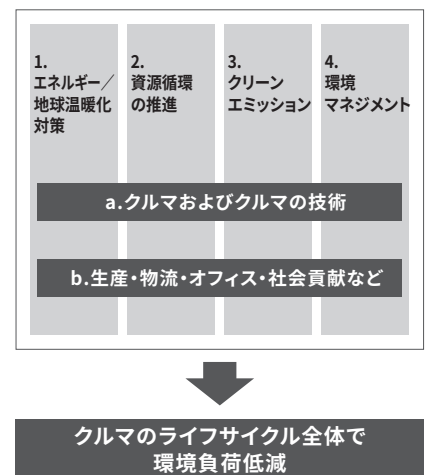 1.
エネルギー／
地球温暖化
対策
2.
資源循環
の推進
3.
クリーン
エミッション
4.
環境
マネジメント
a.クルマおよびクルマの技術
b.生産・物流・オフィス・社会貢献など
クルマのライフサイクル全体で
環境負荷低減